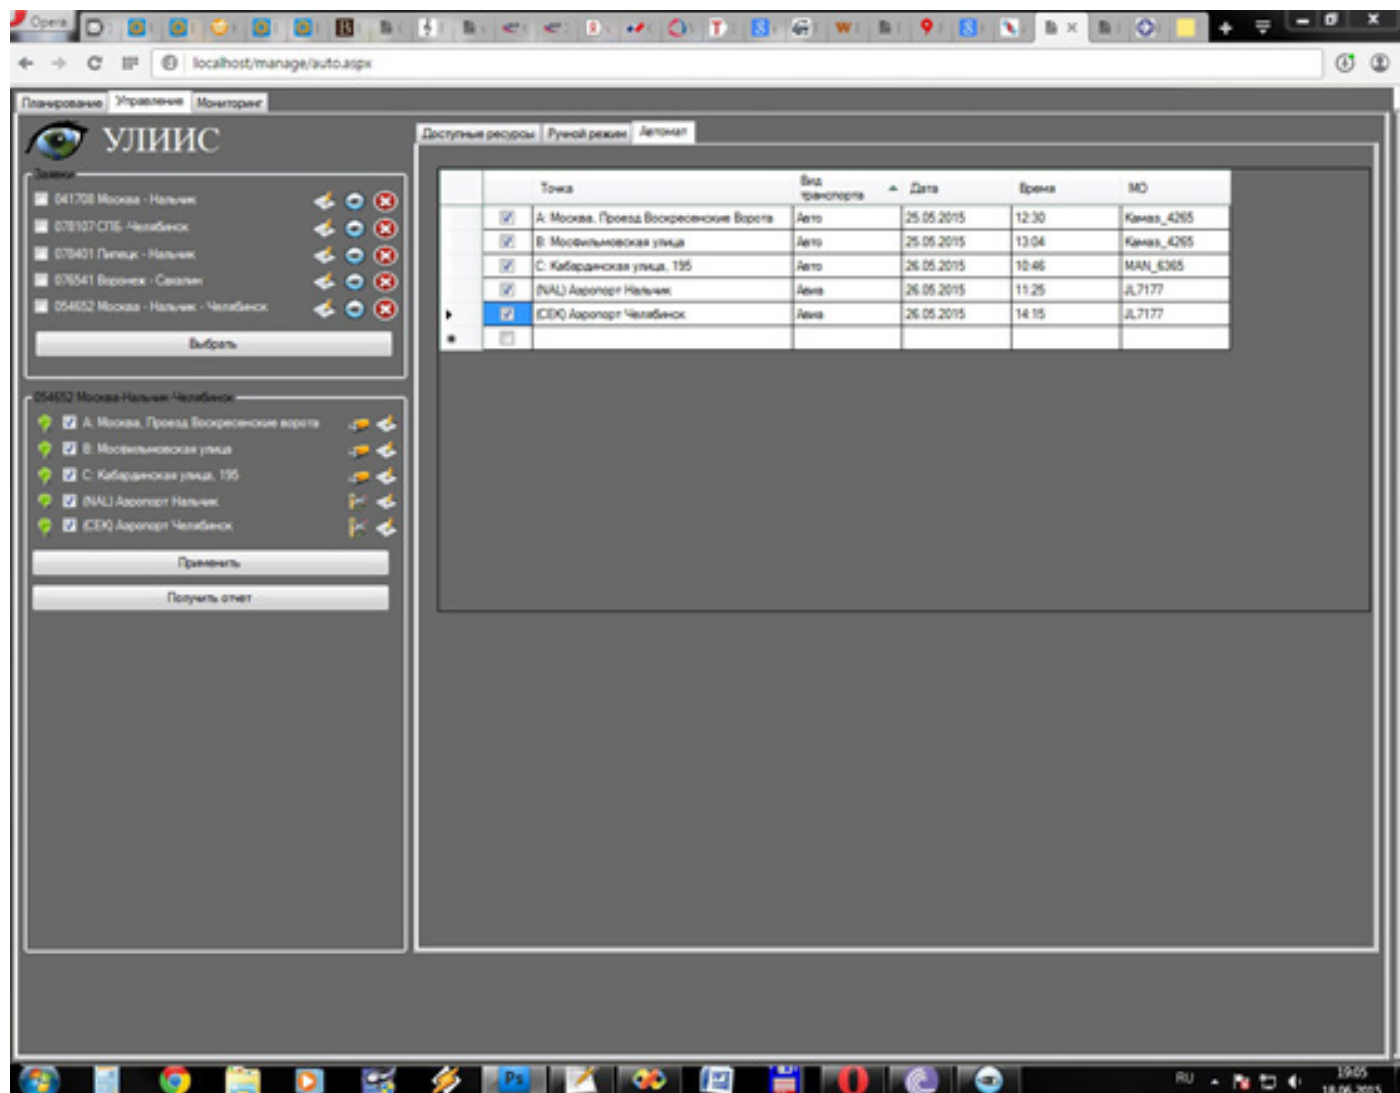 Opera
localhost/manage/auto.aspx
Планирование Управление Мониторинг
УЛИИС
Заявки
041708 Москва - Нальчик
078107 СПБ -Челябинск
078401 Липецк - Нальчик
076541 Воронеж - Сахалин
054652 Москва - Нальчик - Челябинск
Выбрать
054652 Москва-Нальчик-Челябинск
A: Москва, Проезд Воскресенские ворота
B: Мосфильмовская улица
C: Кабардинская улица, 195
(NAL) Аэропорт Нальчик
(CEK) Аэропорт Челябинск
Применить
Получить отчет
Доступные ресурсы Ручной режим Автомат
Точка Вид транспорта Дата Время МО
A: Москва, Проезд Воскресенские Ворота Авто 25.05.2015 12:30 Камаз_4265
B: Мосфильмовская улица Авто 25.05.2015 13:04 Камаз_4265
C: Кабардинская улица, 195 Авто 26.05.2015 10:46 MAN_6365
(NAL) Аэропорт Нальчик Авиа 26.05.2015 11:25 JL7177
(CEK) Аэропорт Челябинск Авиа 26.05.2015 14:15 JL7177
Ps
RU
19:05
18.06.2015